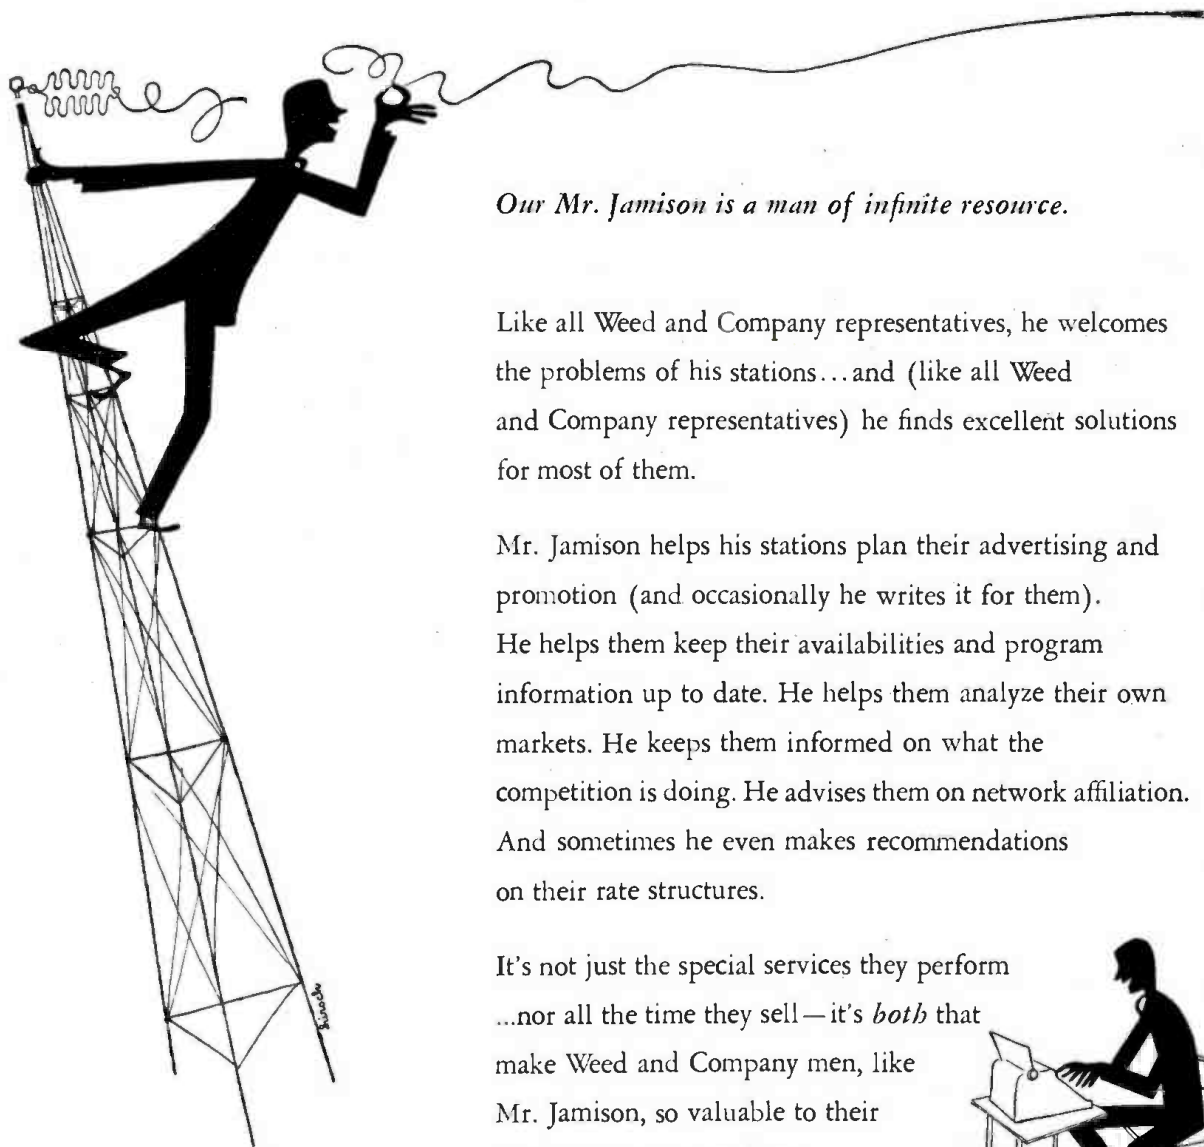 Our Mr. Jamison is a man of infinite resource.
Like all Weed and Company representatives, he welcomes
the problems of his stations...and (like all Weed
and Company representatives) he finds excellent solutions
for most of them.
Mr. Jamison helps his stations plan their advertising and
promotion (and occasionally he writes it for them).
He helps them keep their availabilities and program
information up to date. He helps them analyze their own
markets. He keeps them informed on what the
competition is doing. He advises them on network affiliation.
And sometimes he even makes recommendations
on their rate structures.
It's not just the special services they perform
...nor all the time they sell—it's both that
make Weed and Company men, like
Mr. Jamison, so valuable to their